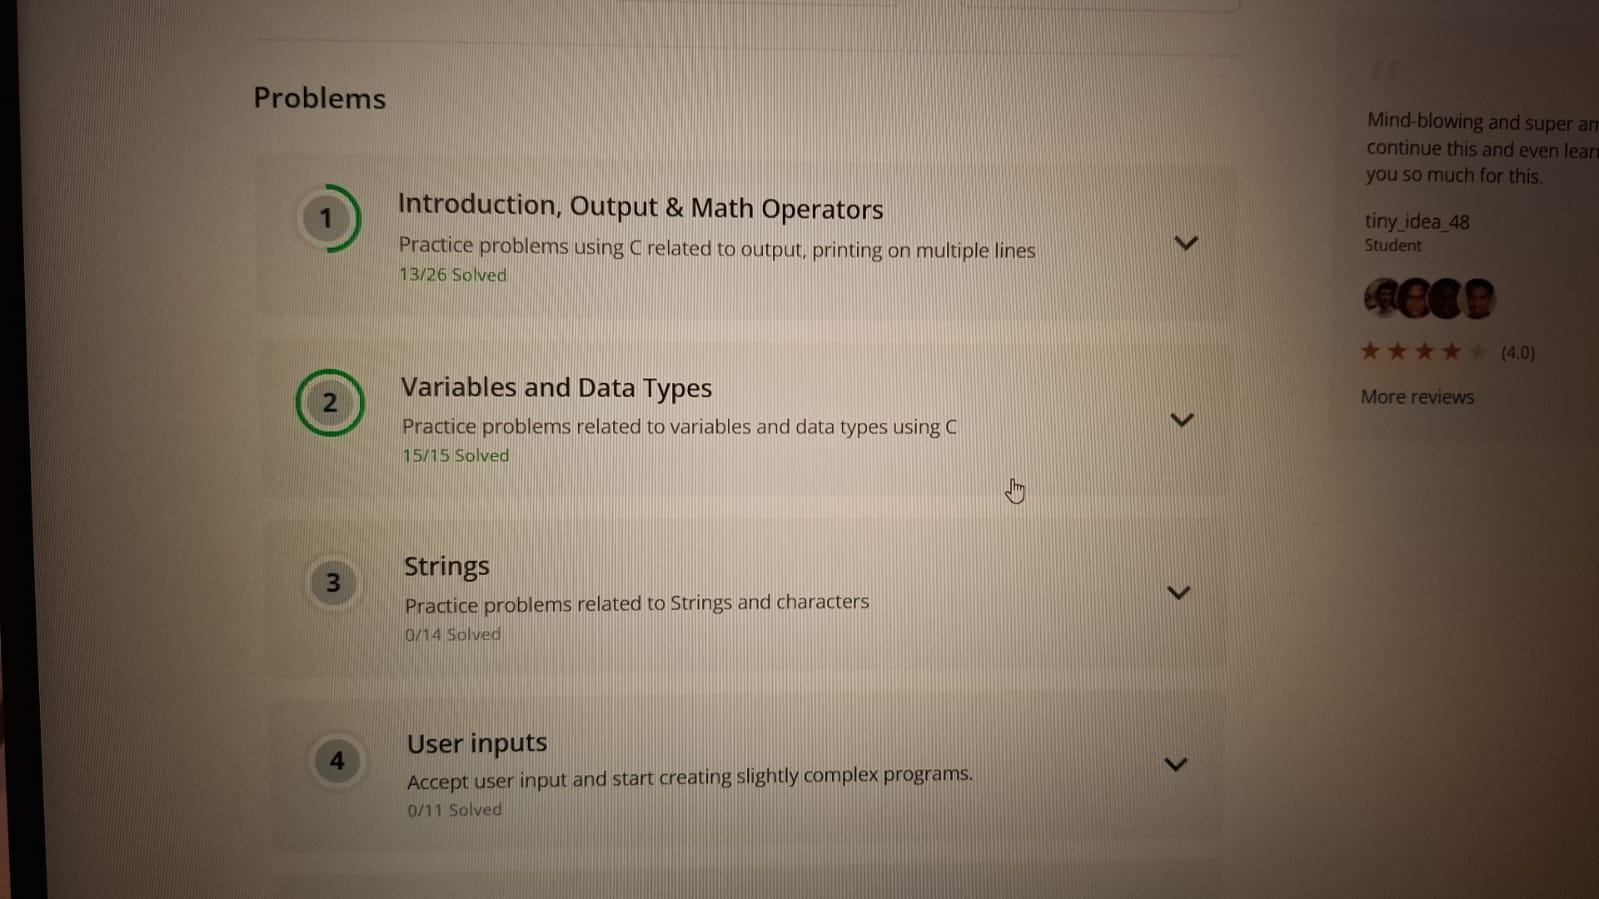 Problems
1
Introduction, Output & Math Operators
Practice problems using C related to output, printing on multiple lines
13/26 Solved
2
Variables and Data Types
Practice problems related to variables and data types using C
15/15 Solved
3
Strings
Practice problems related to Strings and characters
0/14 Solved
4
User inputs
Accept user input and start creating slightly complex programs.
0/11 Solved
Mind-blowing and super
continue this and even
you so much for this.
tiny_idea_48
Student
(4.0)
More reviews